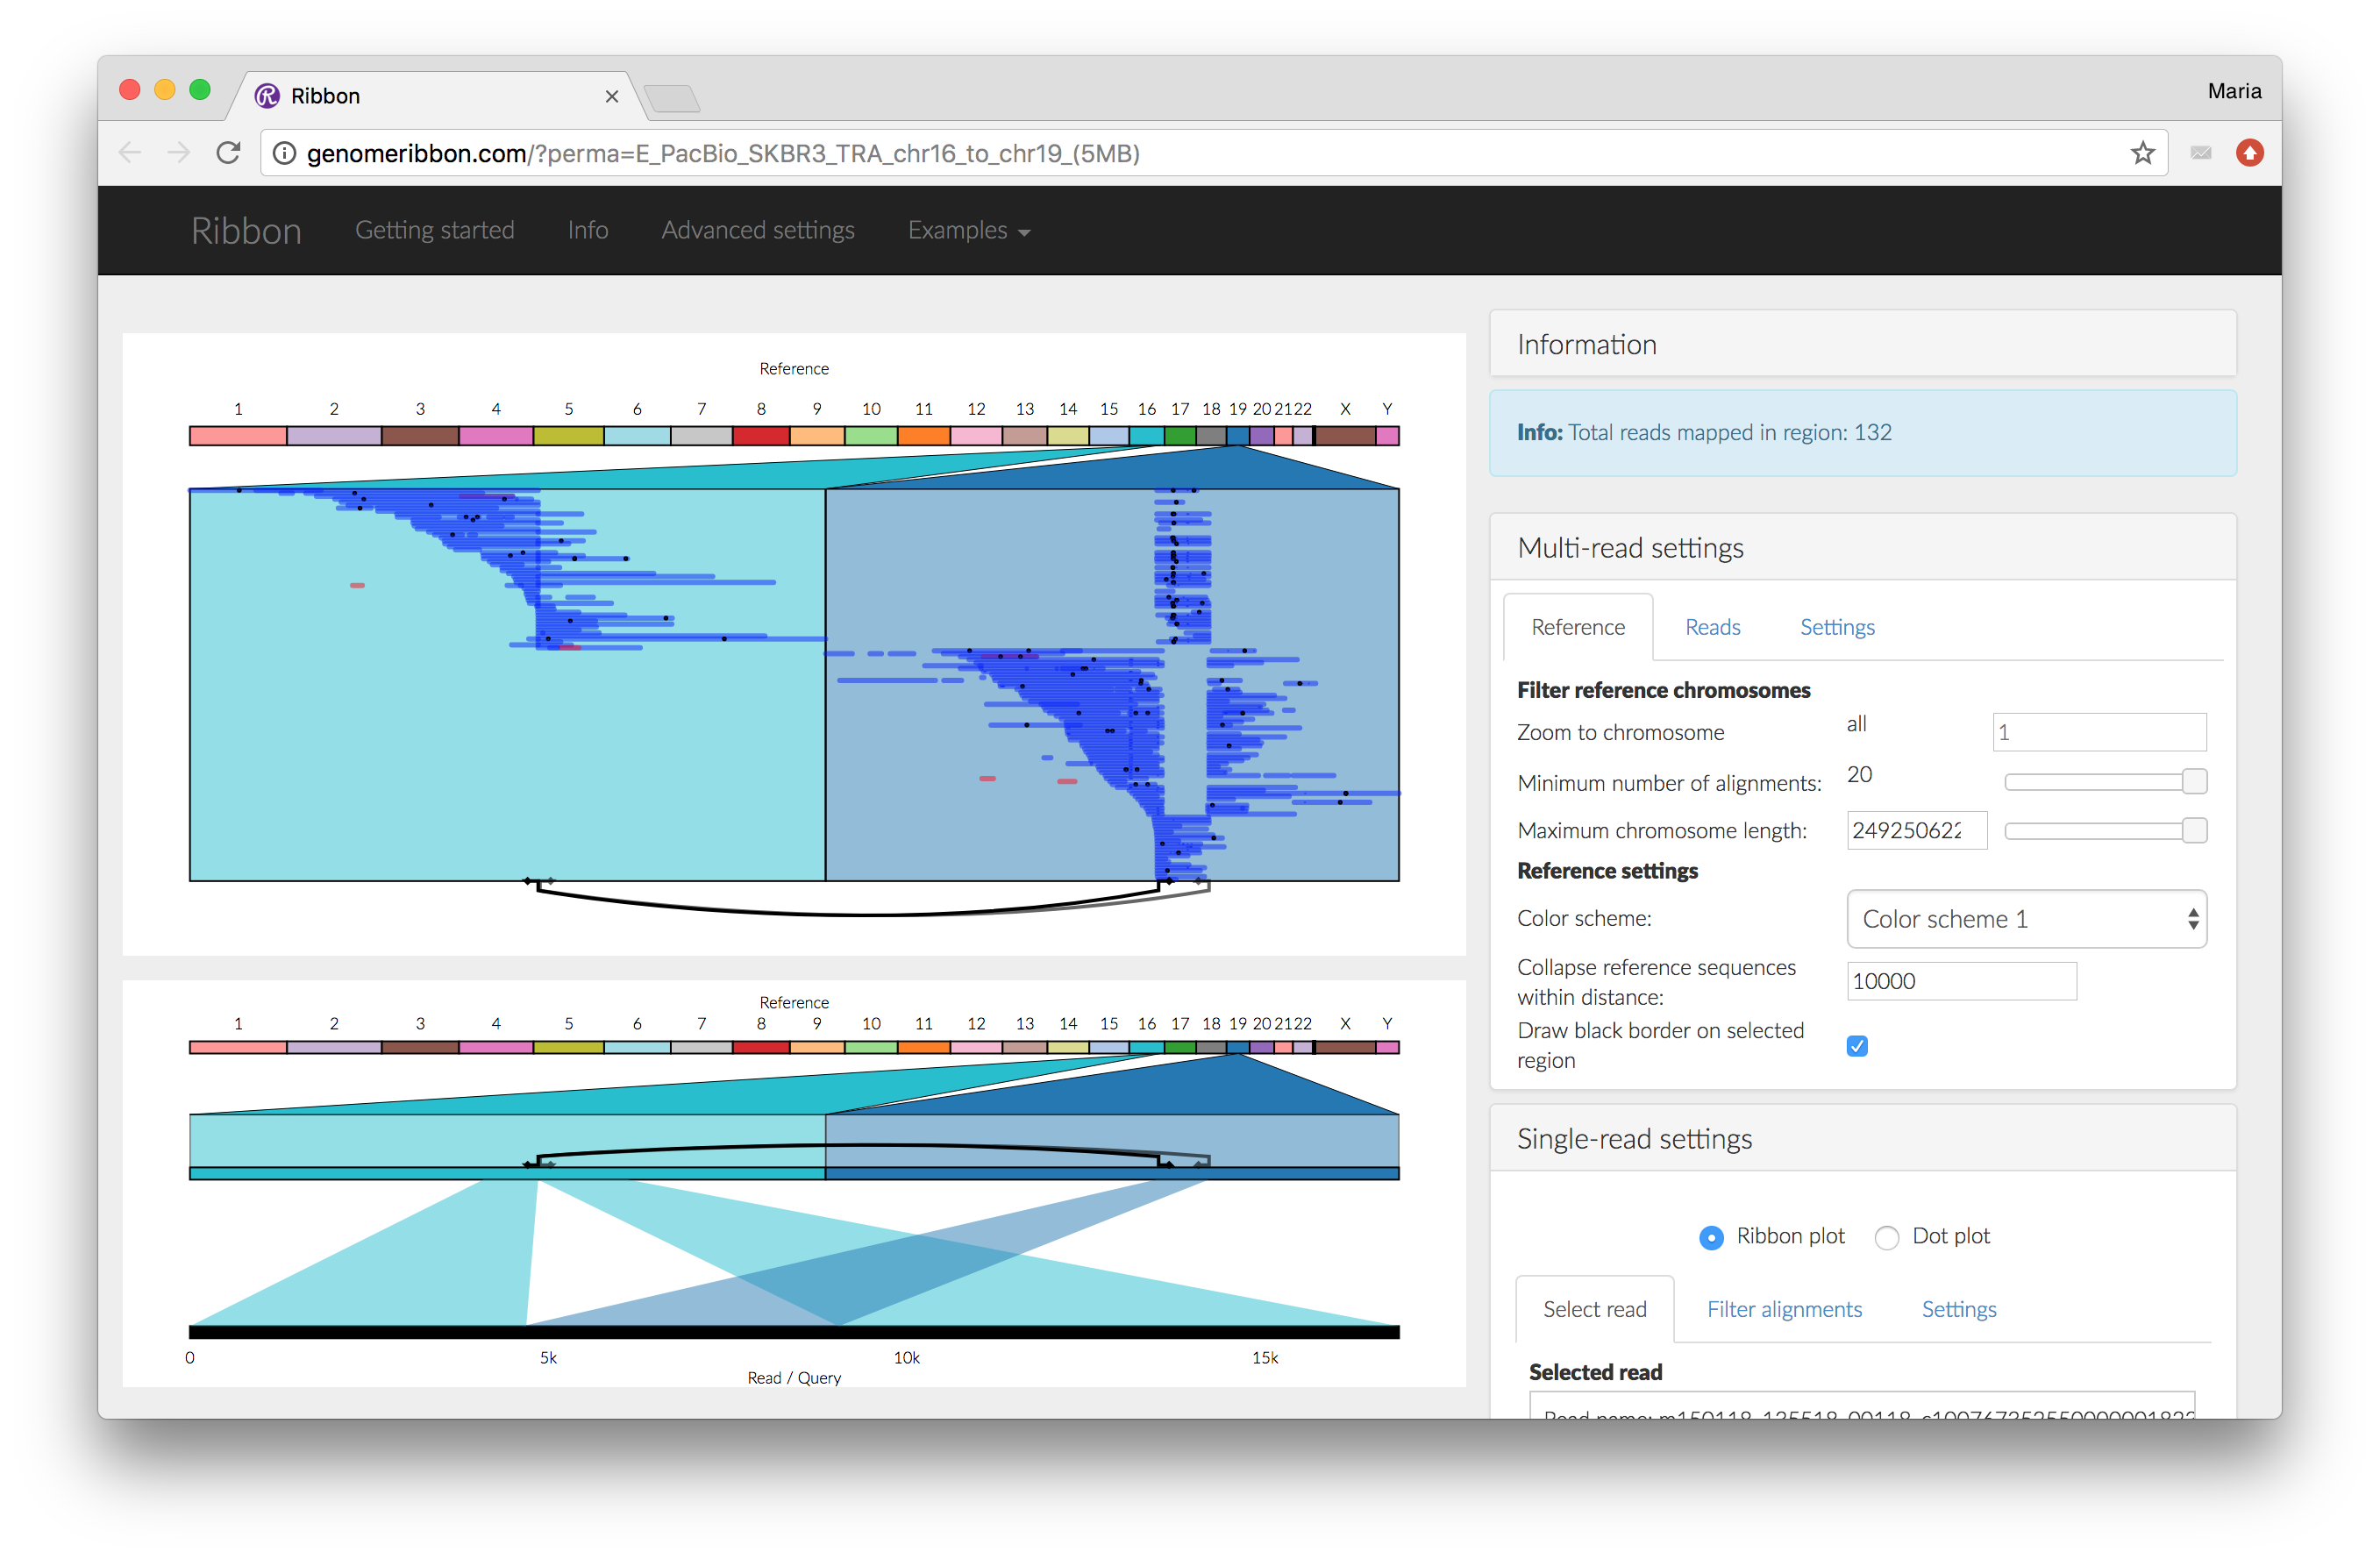 Ribbon
Maria
genomeribbon.com/?perma=E_PacBio_SKBR3_TRA_chr16_to_chr19_(5MB)
Ribbon Getting started Info Advanced settings Examples
Reference
1 2 3 4 5 6 7 8 9 10 11 12 13 14 15 16 17 18 19 20 21 22 X Y
Reference
1 2 3 4 5 6 7 8 9 10 11 12 13 14 15 16 17 18 19 20 21 22 X Y
0 5k 10k 15k
Read / Query
Information
Info: Total reads mapped in region: 132
Multi-read settings
Reference Reads Settings
Filter reference chromosomes
Zoom to chromosome all 1
Minimum number of alignments: 20
Maximum chromosome length: 249250622
Reference settings
Color scheme: Color scheme 1
Collapse reference sequences
within distance: 10000
Draw black border on selected
region
Single-read settings
Ribbon plot Dot plot
Select read Filter alignments Settings
Selected read
Read name: